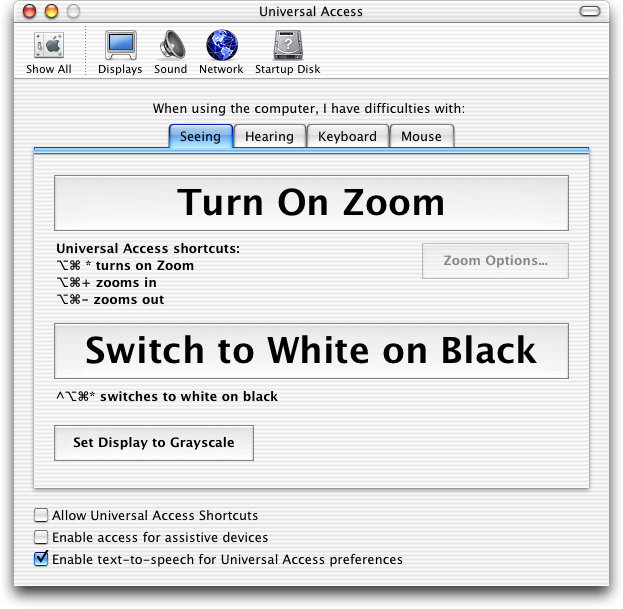 Universal Access
Show All Displays Sound Network Startup Disk
When using the computer, I have difficulties with:
Seeing Hearing Keyboard Mouse
Turn On Zoom
Universal Access shortcuts:
⌥⌘ * turns on Zoom
⌥⌘+ zooms in
⌥⌘- zooms out
Zoom Options...
Switch to White on Black
^⌥⌘* switches to white on black
Set Display to Grayscale
Allow Universal Access Shortcuts
Enable access for assistive devices
Enable text-to-speech for Universal Access preferences